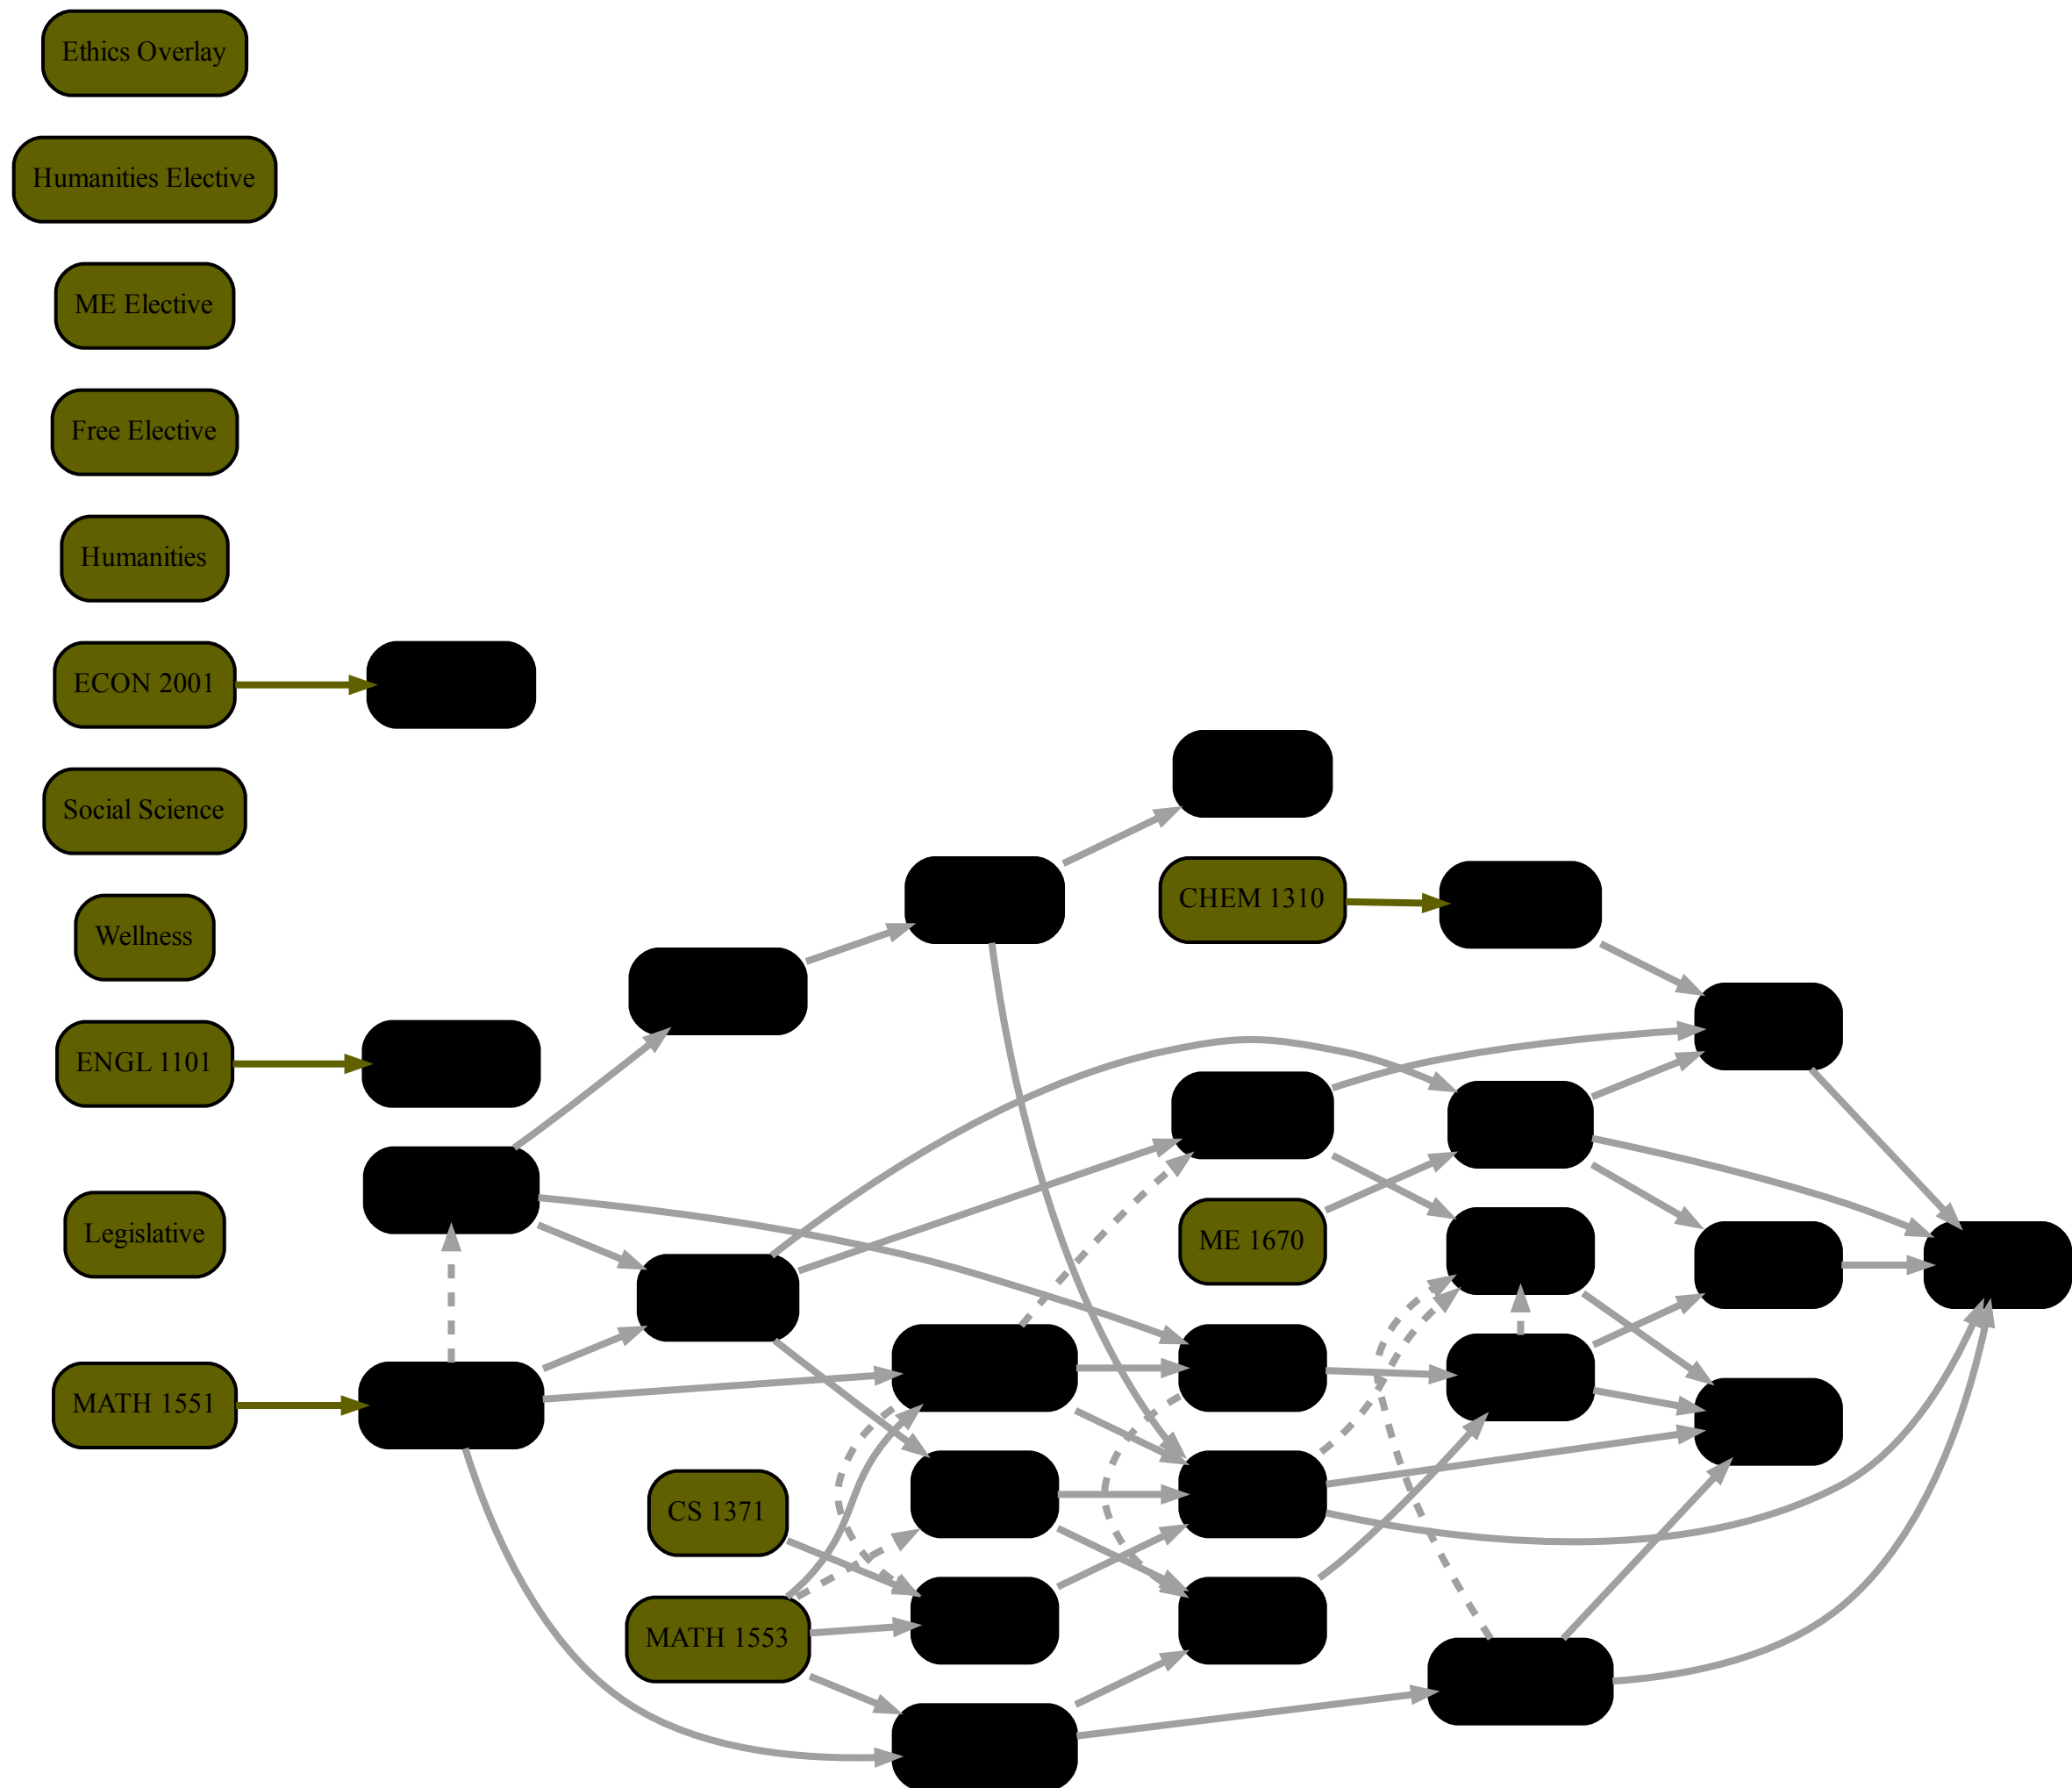 Ethics Overlay
Humanities Elective
ME Elective
Free Elective
Humanities
ECON 2001
Social Science
Wellness
CHEM 1310
ENGL 1101
Legislative
ME 1670
MATH 1551
CS 1371
MATH 1553